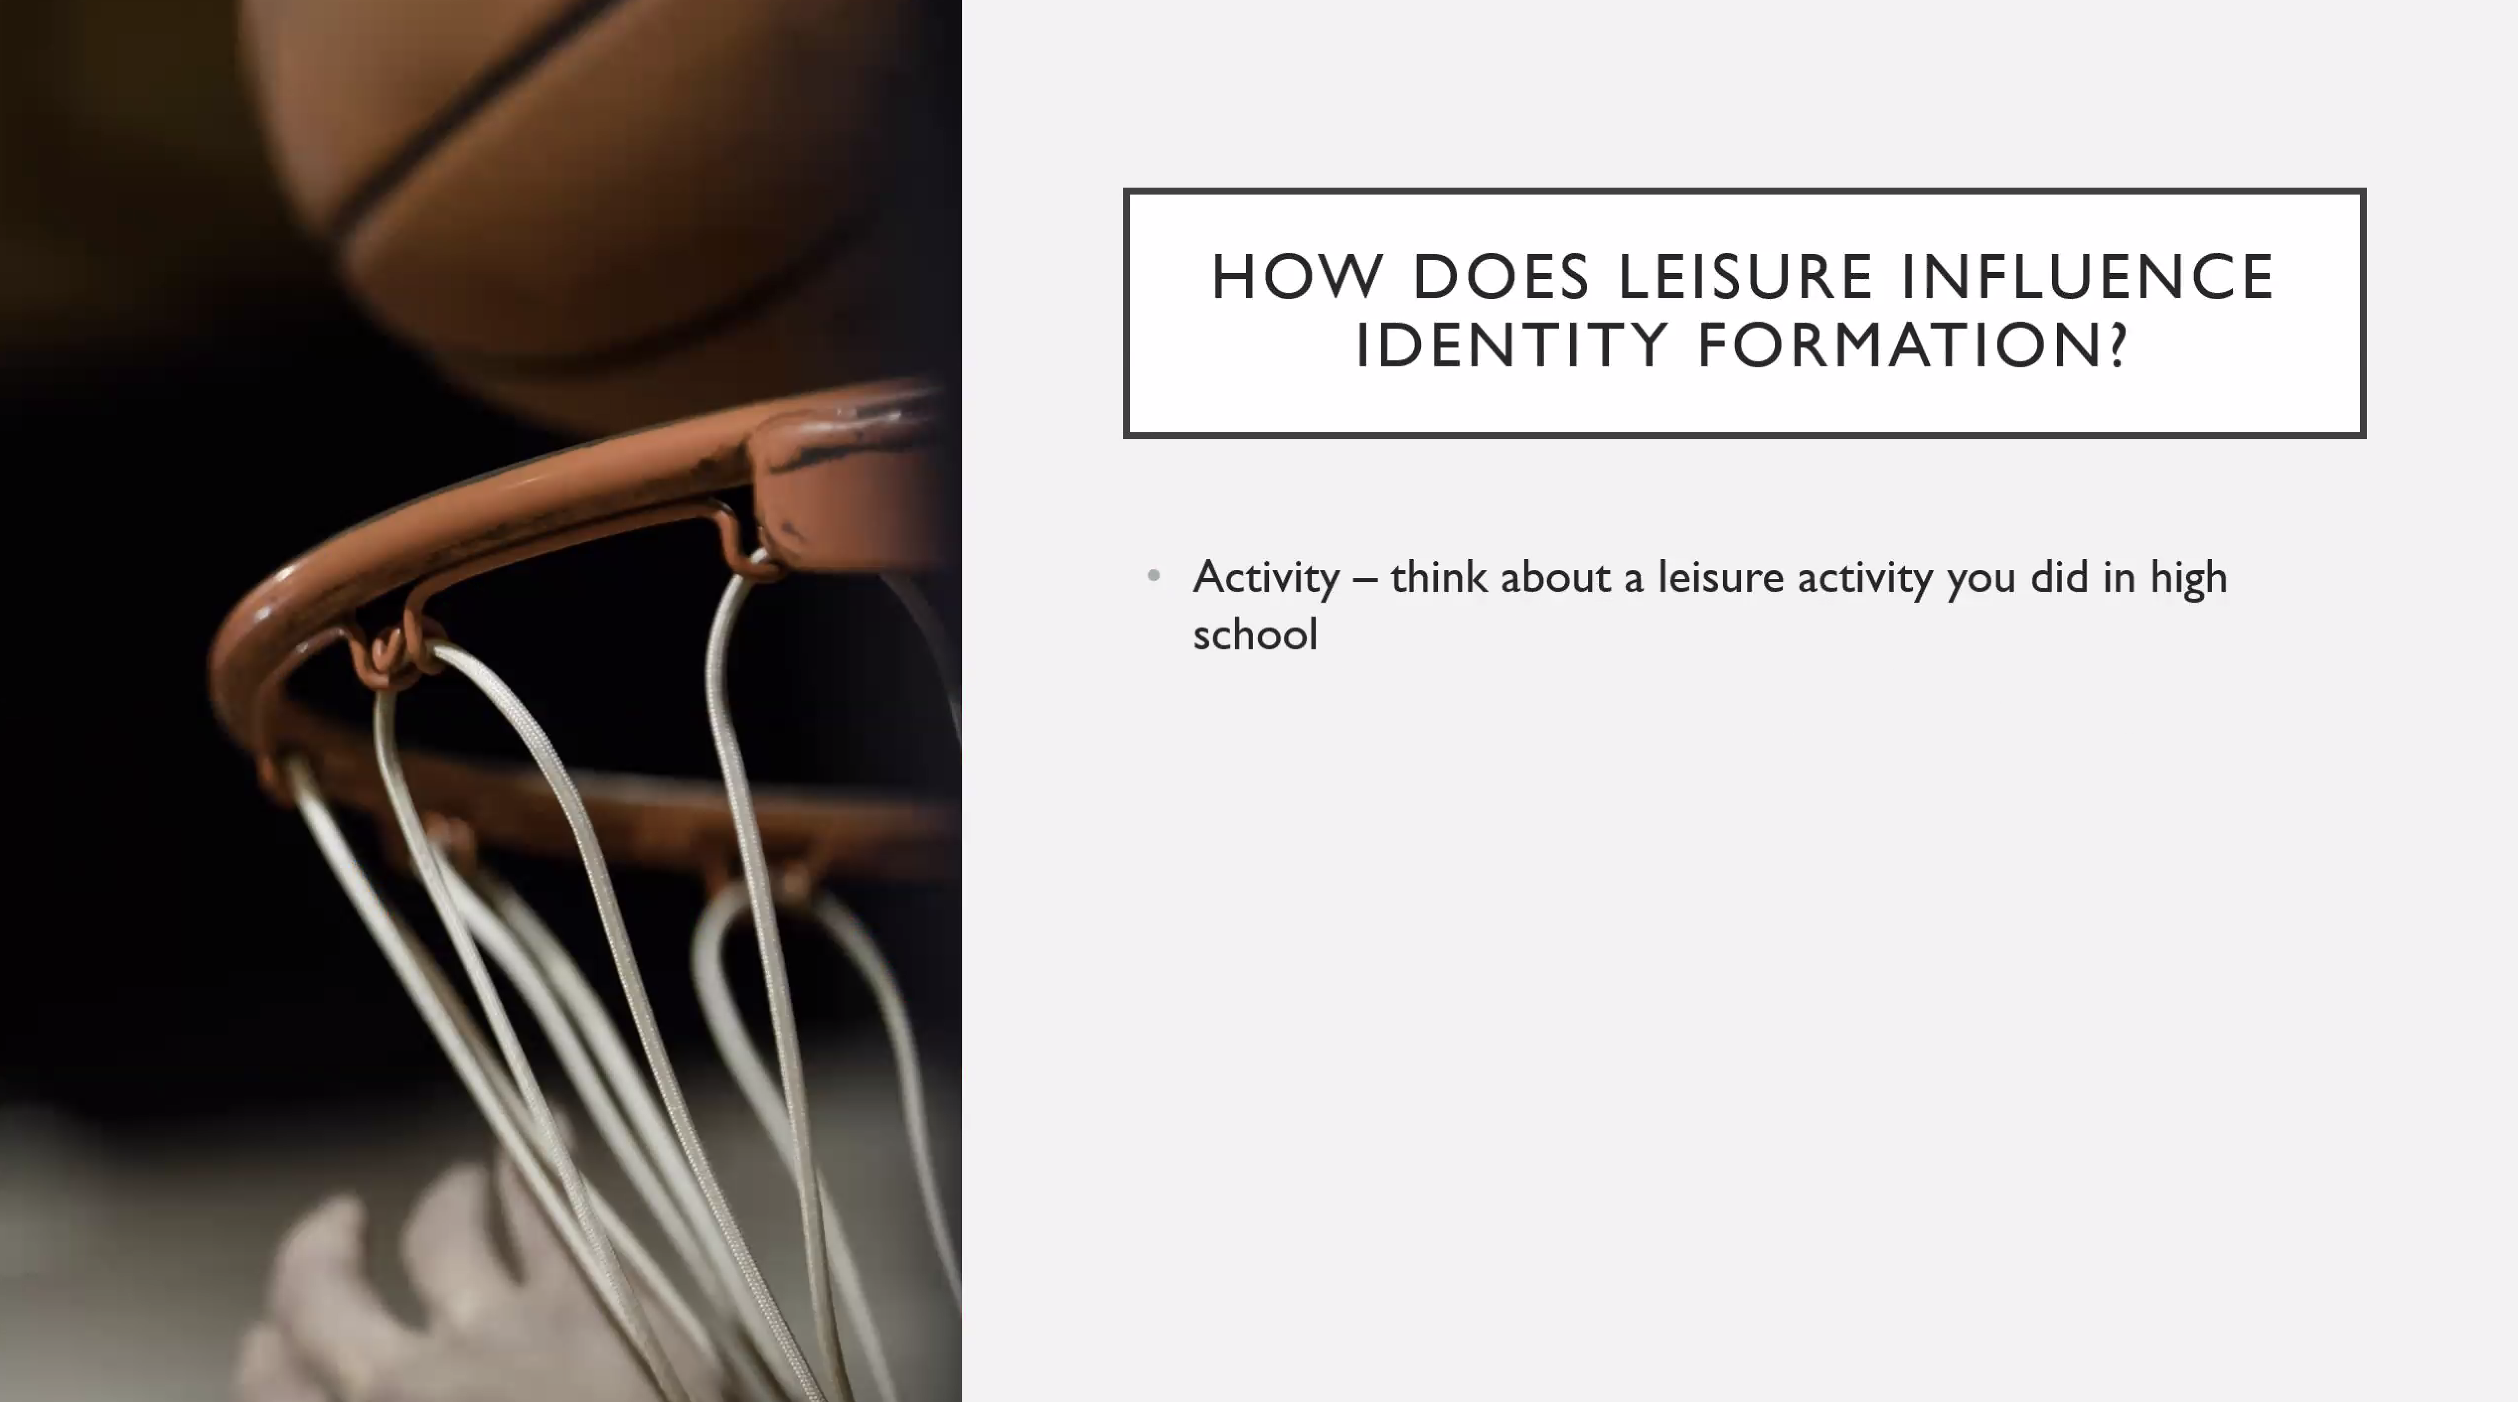 HOW DOES LEISURE INFLUENCE
IDENTITY FORMATION?
• Activity – think about a leisure activity you did in high
school